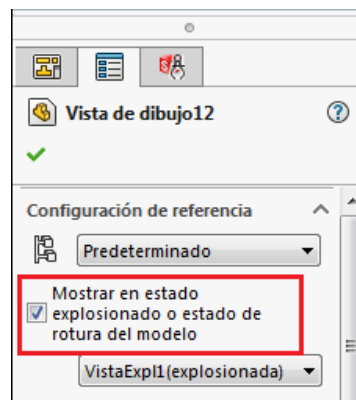 Vista de dibujo12
?
Configuración de referencia
Predeterminado
Mostrar en estado
explosionado o estado de
rotura del modelo
VistaExpl1(explosionada)